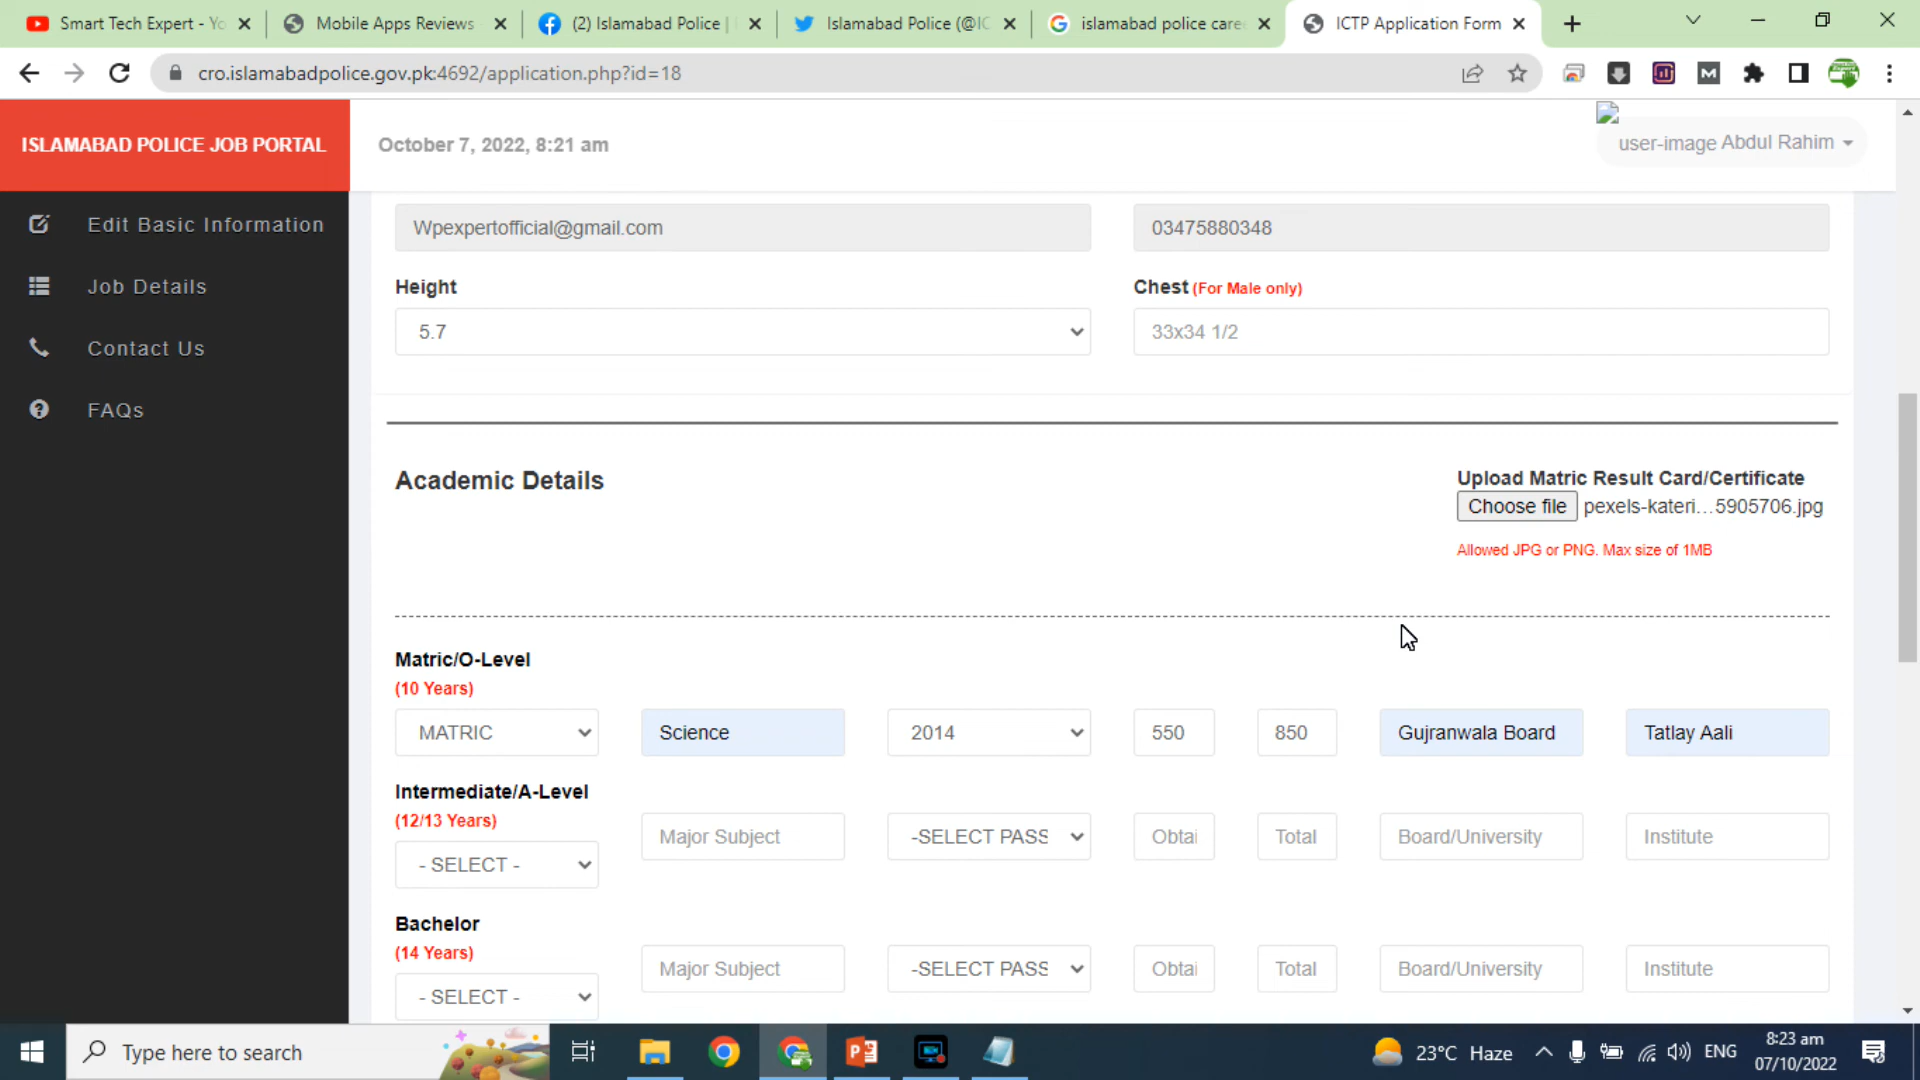 Smart Tech Expert - Yo
Mobile Apps Reviews
(2) Islamabad Police |
Islamabad Police (@IC
islamabad police care
ICTP Application Form
cro.islamabadpolice.gov.pk:4692/application.php?id=18
ISLAMABAD POLICE JOB PORTAL
October 7, 2022, 8:21 am
user-image Abdul Rahim
Edit Basic Information
Job Details
Contact Us
FAQs
Wpexpertofficial@gmail.com
03475880348
Height
Chest (For Male only)
5.7
33x34 1/2
Academic Details
Upload Matric Result Card/Certificate
Choose file pexels-kateri...5905706.jpg
Allowed JPG or PNG. Max size of 1MB
Matric/O-Level
(10 Years)
MATRIC Science 2014 550 850 Gujranwala Board Tatlay Aali
Intermediate/A-Level
(12/13 Years)
- SELECT - Major Subject -SELECT PASS Obtai Total Board/University Institute
Bachelor
(14 Years)
- SELECT - Major Subject -SELECT PASS Obtai Total Board/University Institute
Type here to search
23°C Haze
ENG
8:23 am
07/10/2022